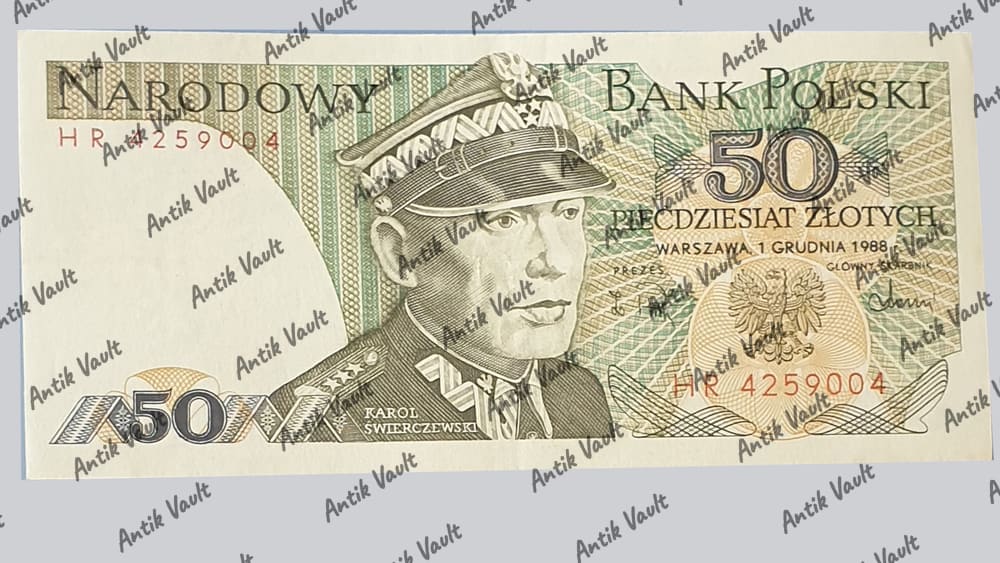 NARODOWY BANK POLSKI
HR 4259004
50
PIĘĆDZIESIĄT ZŁOTYCH
WARSZAWA, 1 GRUDNIA 1988 r.
PREZES GŁÓWNY SKARBNIK
HR 4259004
50
KAROL
ŚWIERCZEWSKI
Antik Vault